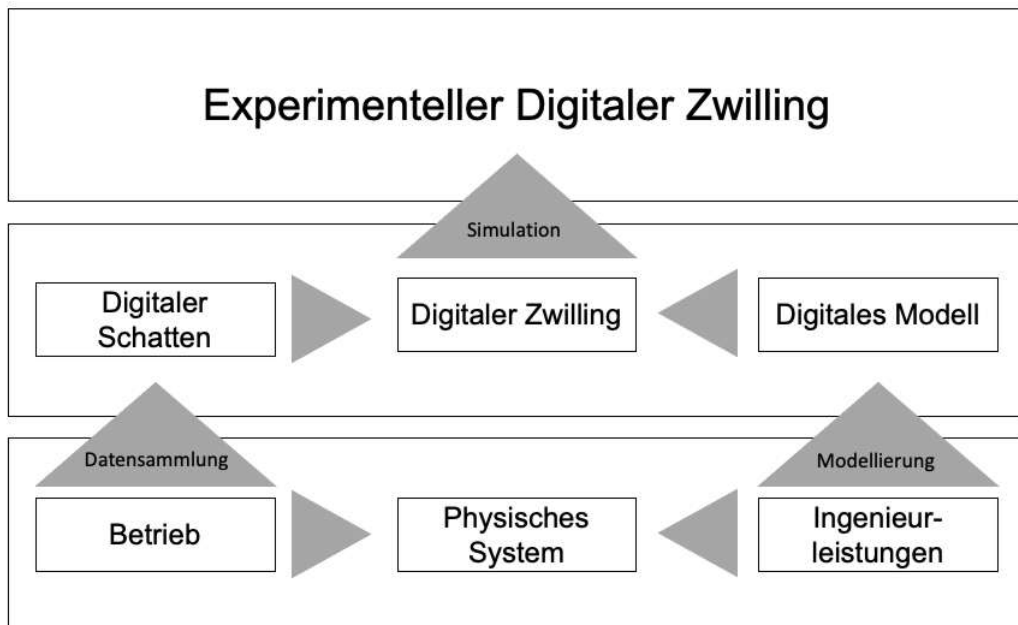 Experimenteller Digitaler Zwilling
Simulation
Digitaler
Schatten
Digitaler Zwilling
Digitales Modell
Datensammlung
Modellierung
Betrieb
Physisches
System
Ingenieur-
leistungen